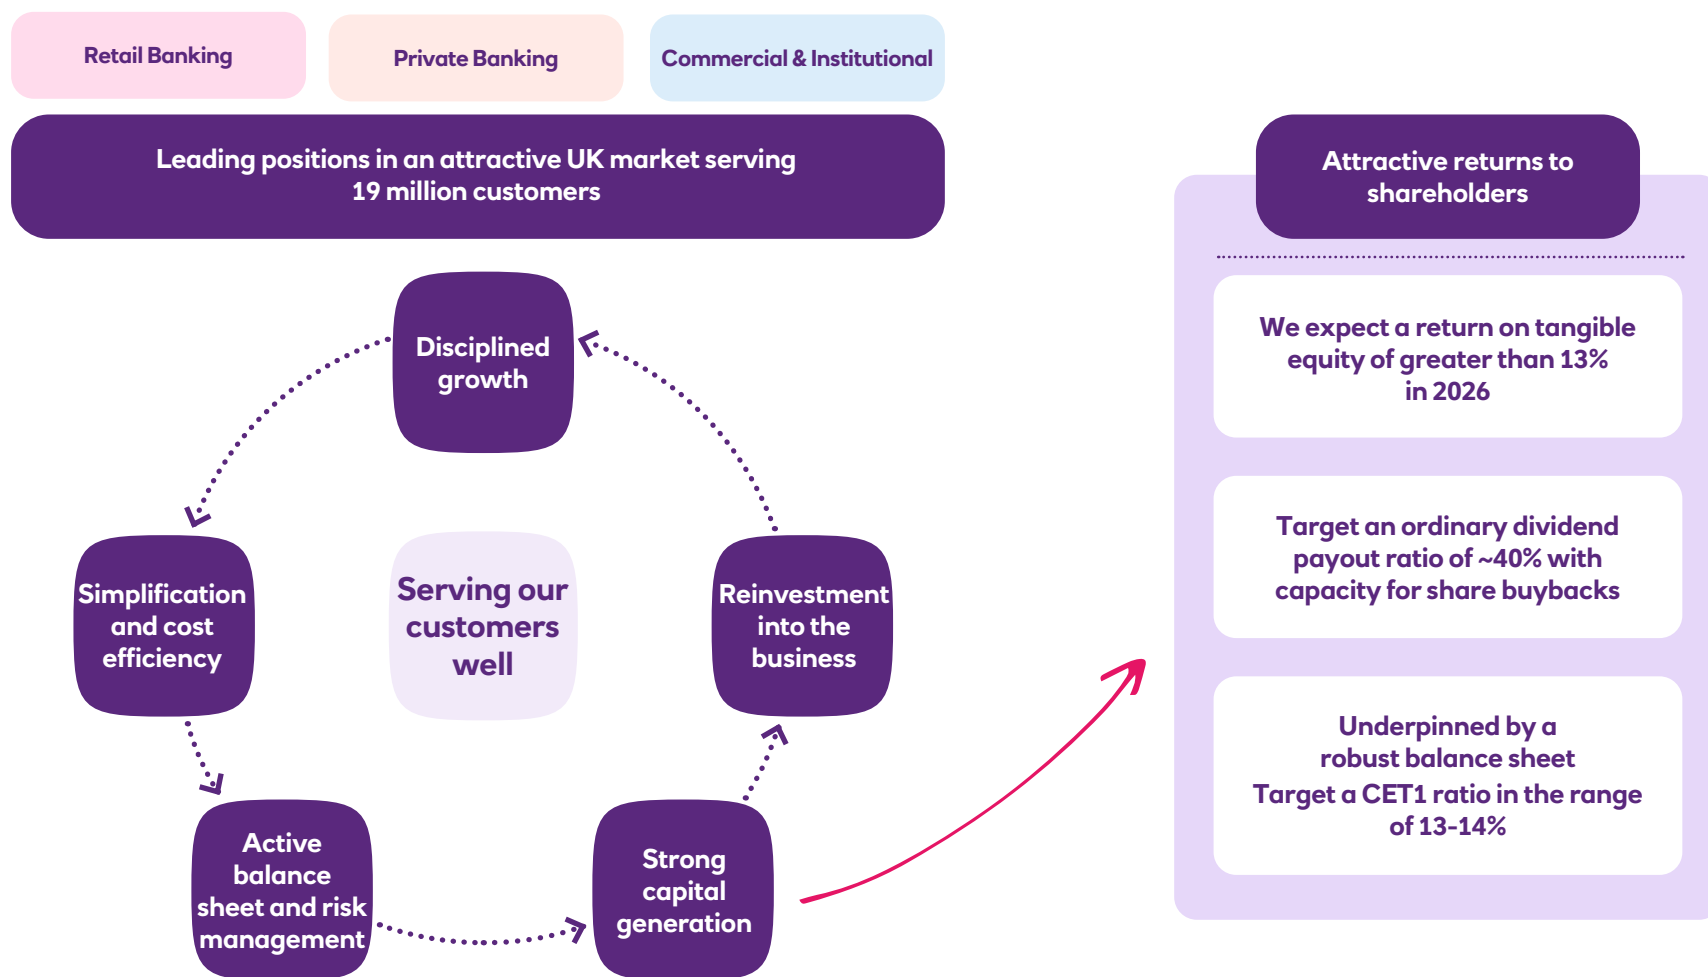 Retail Banking
Private Banking
Commercial & Institutional
Leading positions in an attractive UK market serving
19 million customers
Disciplined
growth
Simplification
and cost
efficiency
Serving our
customers
well
Reinvestment
into the
business
Active
balance
sheet and risk
management
Strong
capital
generation
Attractive returns to
shareholders
We expect a return on tangible
equity of greater than 13%
in 2026
Target an ordinary dividend
payout ratio of ~40% with
capacity for share buybacks
Underpinned by a
robust balance sheet
Target a CET1 ratio in the range
of 13-14%